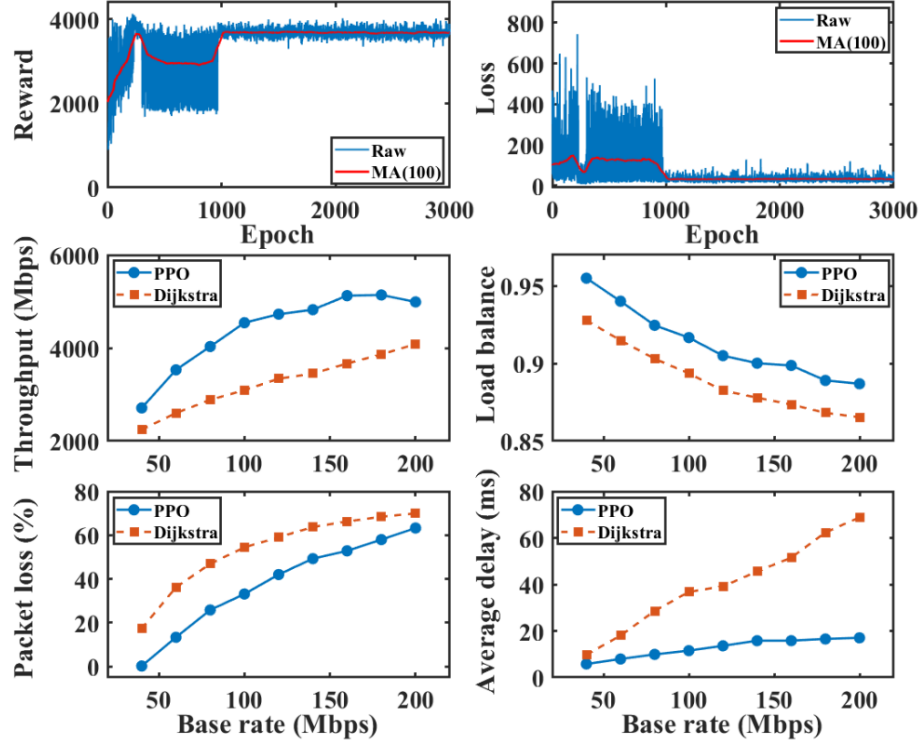 Reward
4000
2000
0
Raw
MA(100)
0 1000 2000 3000
Epoch
Loss
800
600
400
200
0
Raw
MA(100)
0 1000 2000 3000
Epoch
Throughput (Mbps)
6000
4000
2000
PPO
Dijkstra
50 100 150 200
Load balance
0.95
0.9
0.85
PPO
Dijkstra
50 100 150 200
Packet loss (%)
80
60
40
20
0
PPO
Dijkstra
50 100 150 200
Base rate (Mbps)
Average delay (ms)
80
60
40
20
0
PPO
Dijkstra
50 100 150 200
Base rate (Mbps)